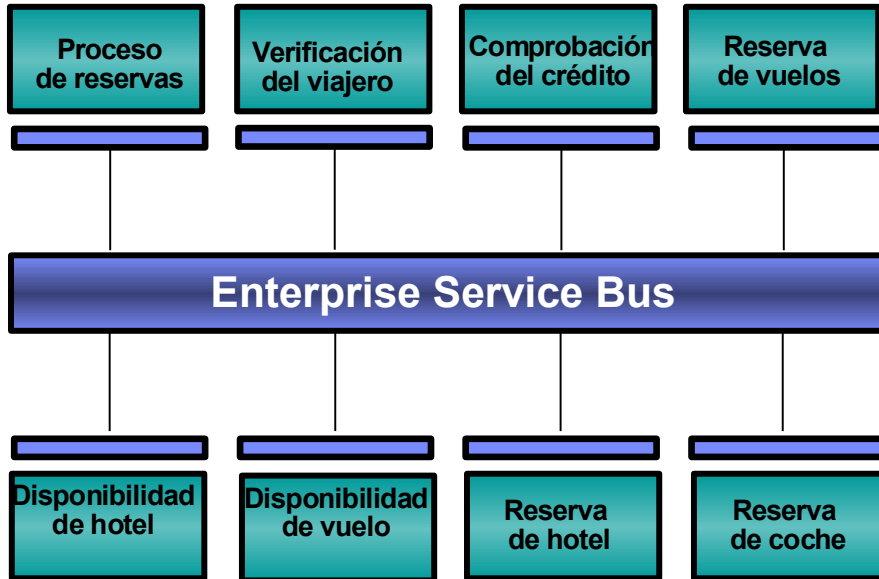 Proceso
de reservas
Verificación
del viajero
Comprobación
del crédito
Reserva
de vuelos
Enterprise Service Bus
Disponibilidad
de hotel
Disponibilidad
de vuelo
Reserva
de hotel
Reserva
de coche